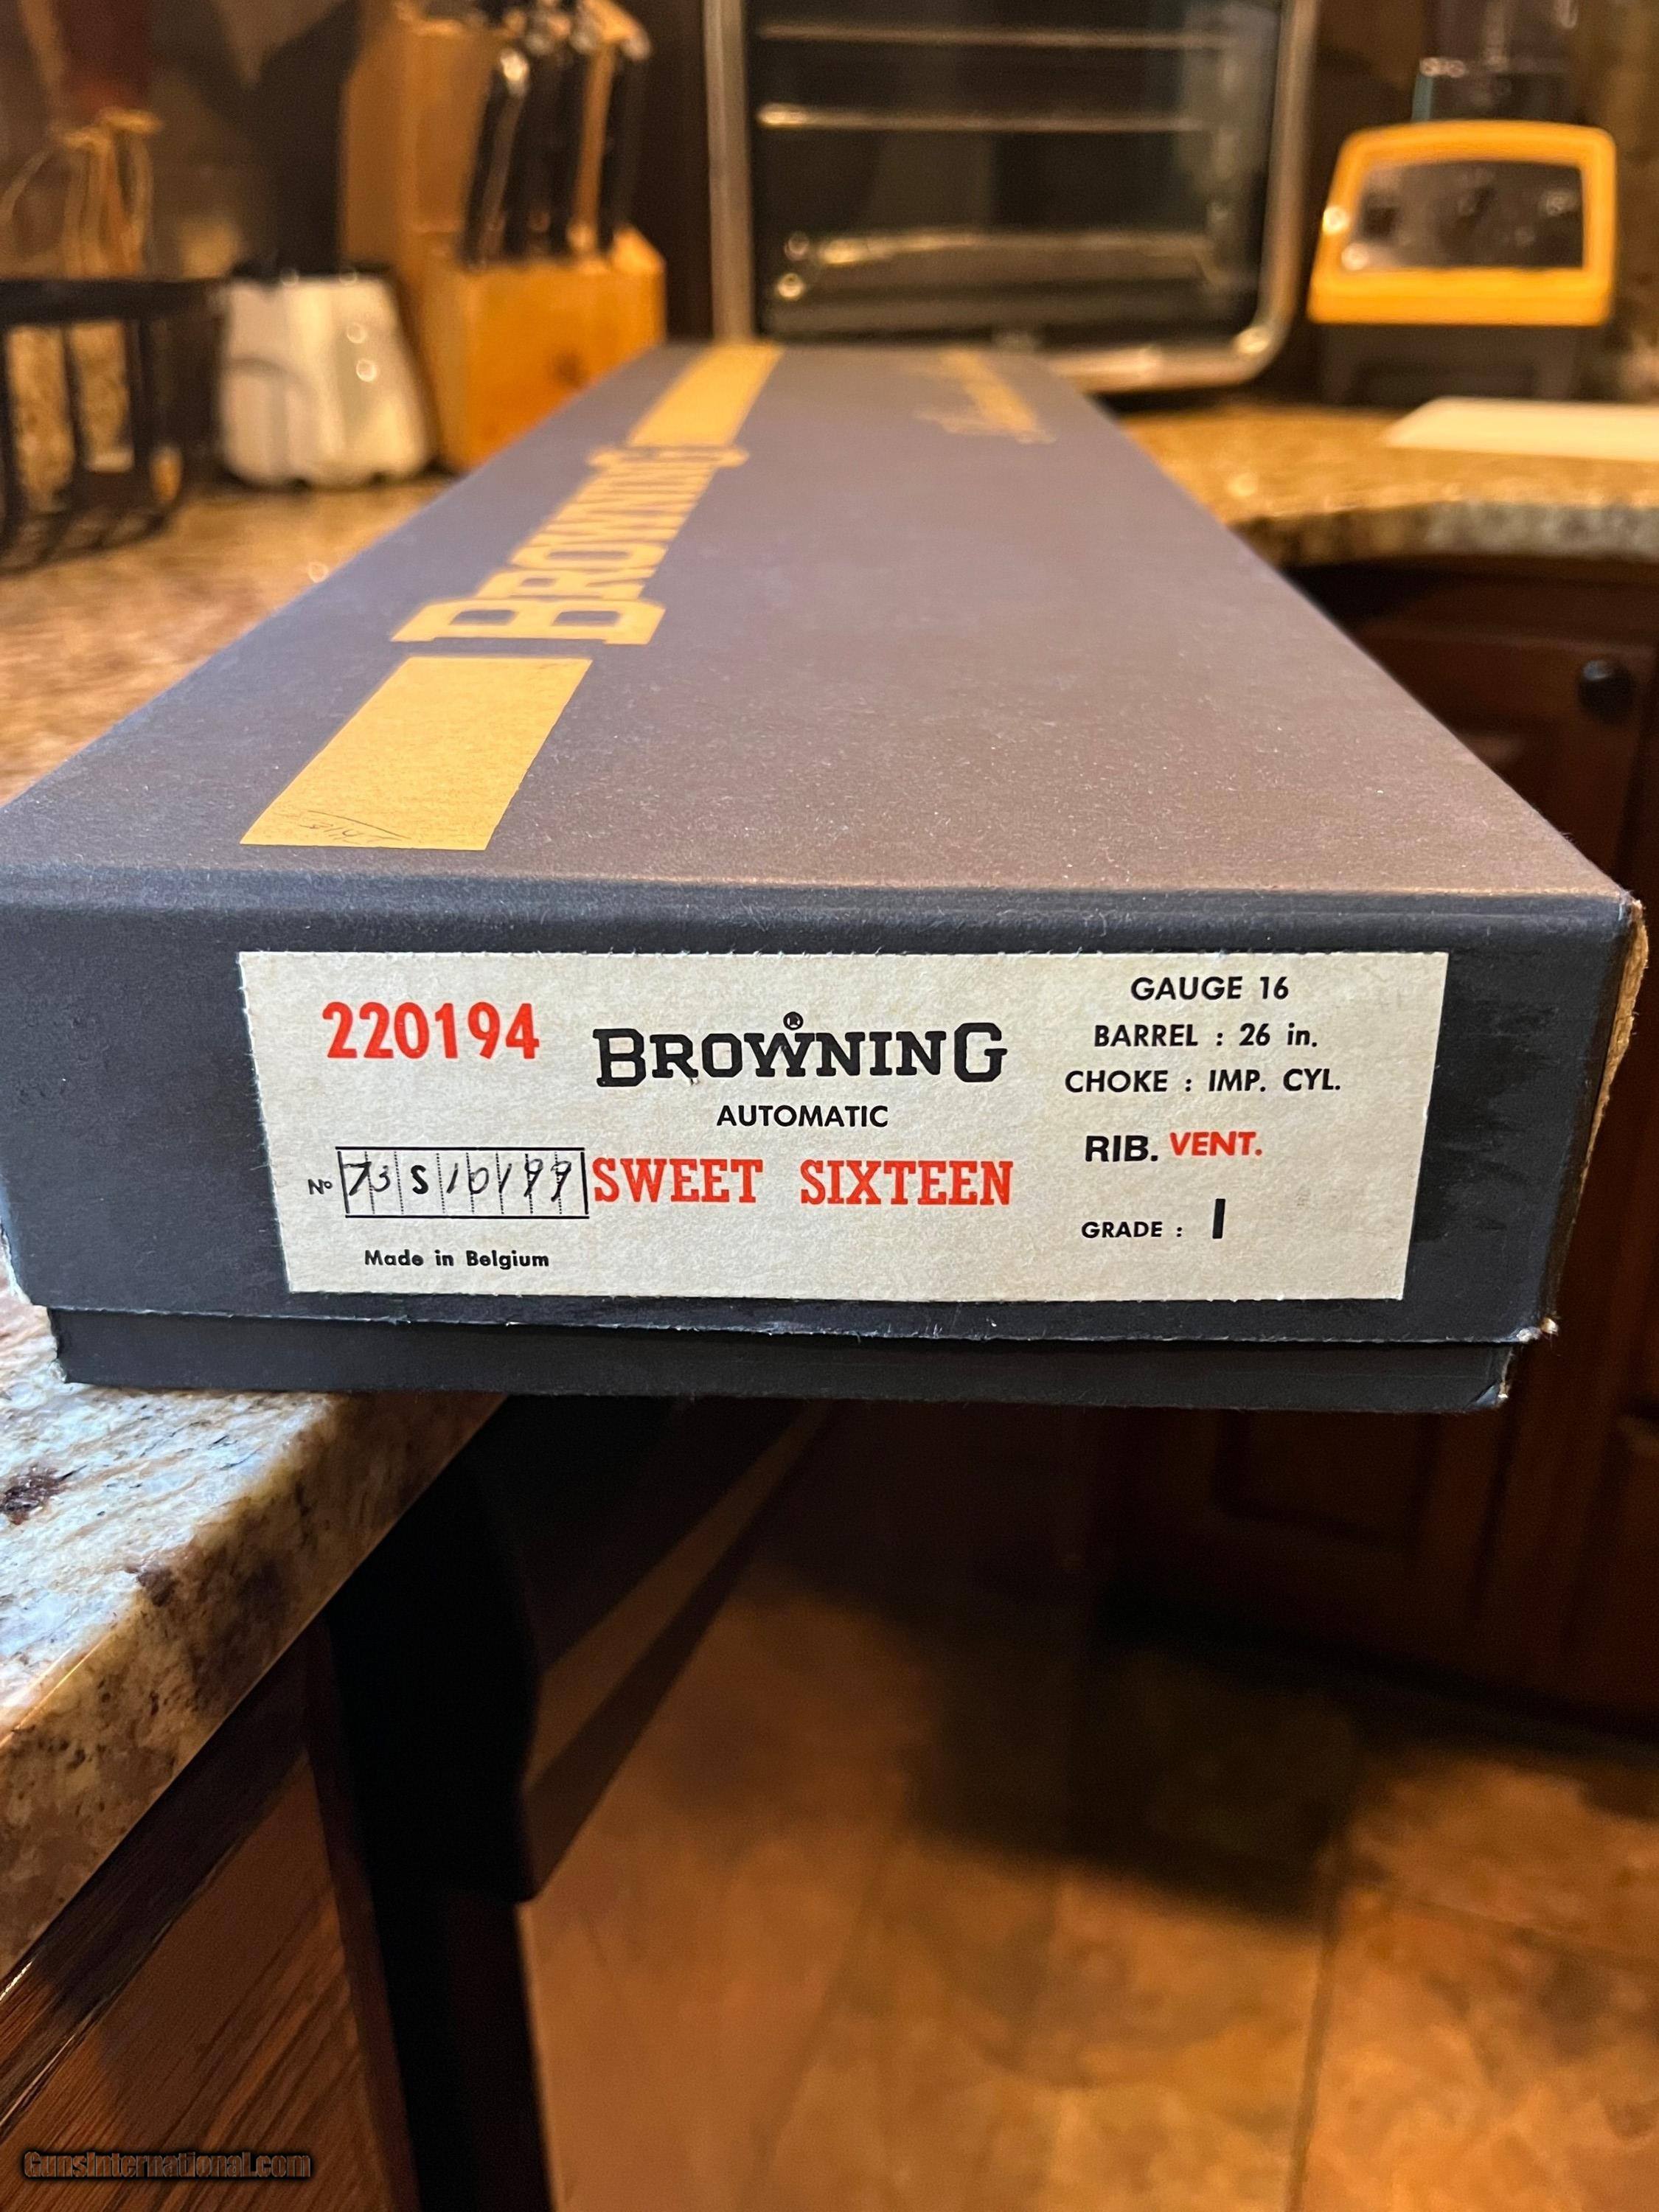 BROWNING
220194
BROWNING®
AUTOMATIC
Nº 73S10199
SWEET SIXTEEN
Made in Belgium
GAUGE 16
BARREL : 26 in.
CHOKE : IMP. CYL.
RIB. VENT.
GRADE : I
GunsInternational.com